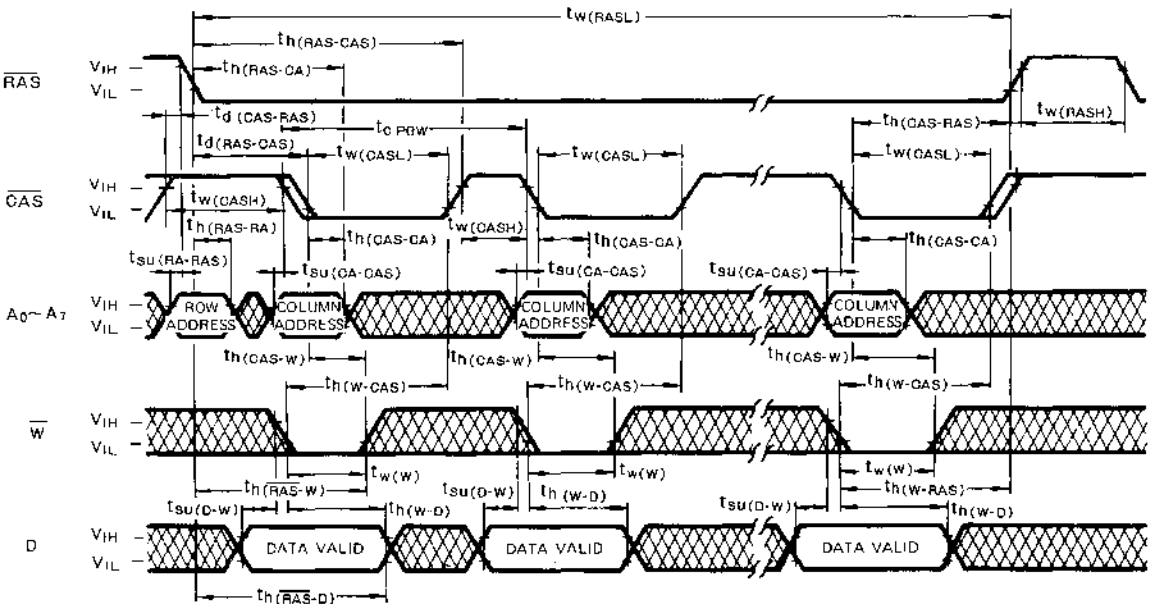 tw(RASL)
th(RAS-CAS)
th(RAS-CA)
RAS
VIH
VIL
td(CAS-RAS)
tw(RASH)
tC PGW
th(CAS-RAS)
td(RAS-CAS)
tw(CASL)
tw(CASL)
tw(CASL)
CAS
VIH
VIL
tw(CASH)
tw(CASH)
th(RAS-RA)
th(CAS-CA)
th(CAS-CA)
th(CAS-CA)
tsu(RA-RAS)
tsu(CA-CAS)
tsu(CA-CAS)
tsu(CA-CAS)
A0~A7
VIH
VIL
ROW ADDRESS
COLUMN ADDRESS
COLUMN ADDRESS
COLUMN ADDRESS
th(CAS-W)
th(CAS-W)
th(CAS-W)
th(W-CAS)
th(W-CAS)
th(W-CAS)
W
VIH
VIL
tw(W)
tw(W)
tw(W)
th(RAS-W)
th(W-RAS)
tsu(D-W)
th(W-D)
tsu(D-W)
th(W-D)
tsu(D-W)
th(W-D)
D
VIH
VIL
DATA VALID
DATA VALID
DATA VALID
th(RAS-D)